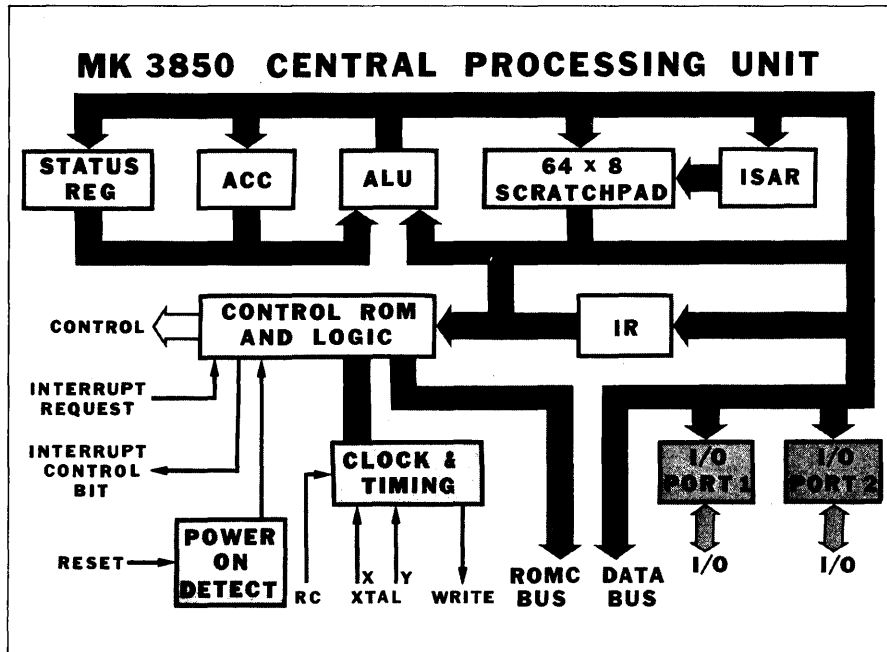 MK 3850 CENTRAL PROCESSING UNIT
STATUS
REG
ACC
ALU
64 x 8
SCRATCHPAD
ISAR
CONTROL
CONTROL ROM
AND LOGIC
IR
INTERRUPT
REQUEST
INTERRUPT
CONTROL
BIT
CLOCK &
TIMING
I/O
PORT 1
I/O
PORT 2
RESET
POWER
ON
DETECT
RC
X Y
XTAL
WRITE
ROMC
BUS
DATA
BUS
I/O
I/O